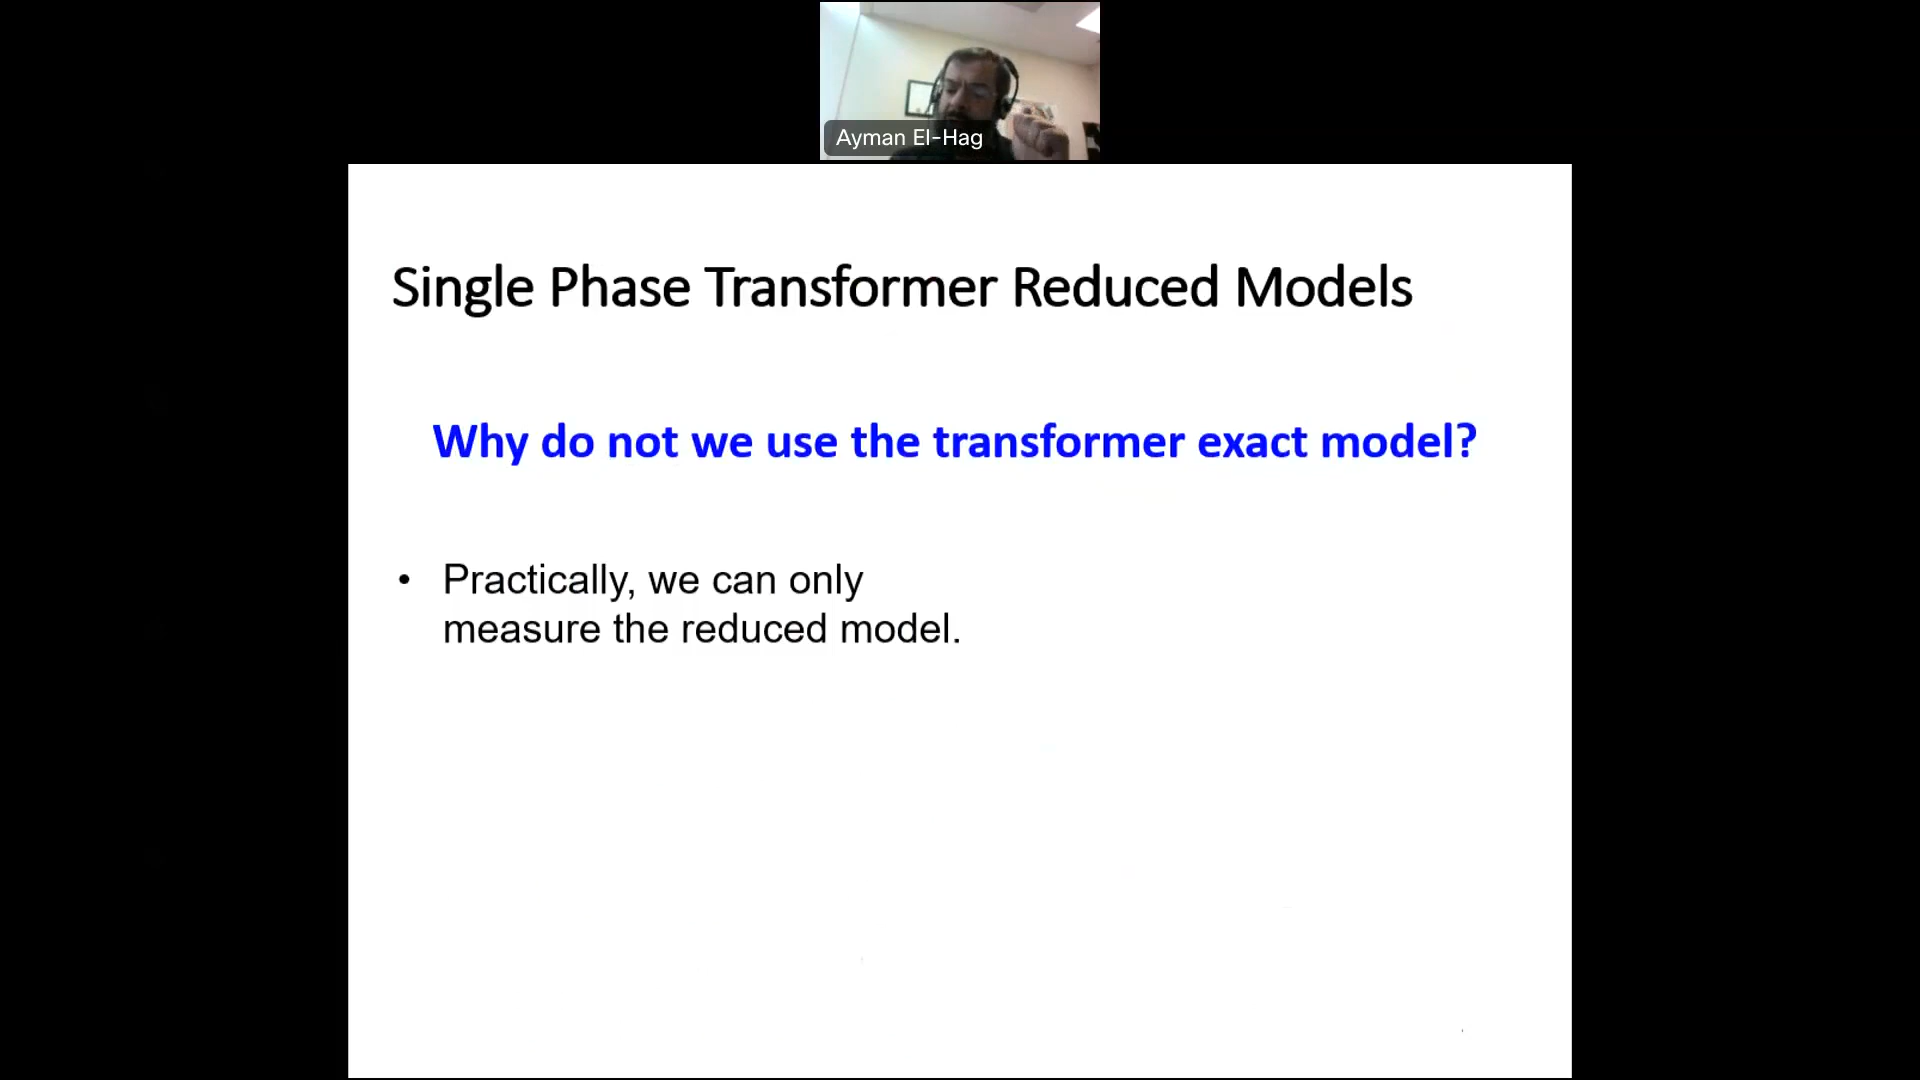 Ayman El-Hag
Single Phase Transformer Reduced Models
Why do not we use the transformer exact model?
• Practically, we can only
measure the reduced model.